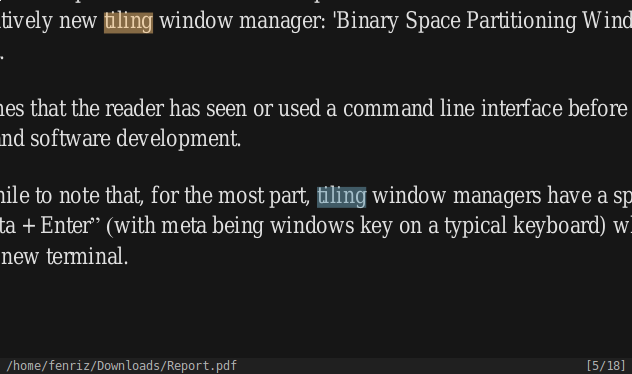 tively new tiling window manager: 'Binary Space Partitioning Wind
.
nes that the reader has seen or used a command line interface before
and software development.
hile to note that, for the most part, tiling window managers have a sp
ta + Enter” (with meta being windows key on a typical keyboard) wh
new terminal.
/home/fenriz/Downloads/Report.pdf [5/18]